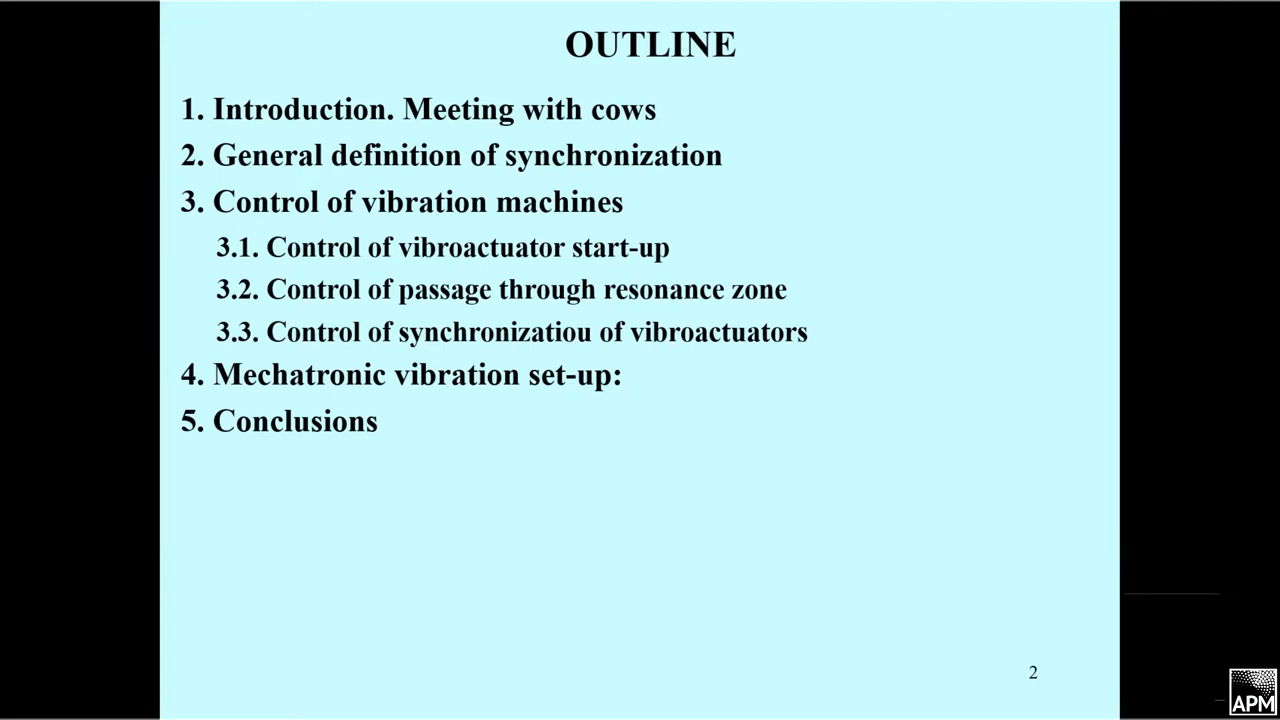 OUTLINE
1. Introduction. Meeting with cows
2. General definition of synchronization
3. Control of vibration machines
3.1. Control of vibroactuator start-up
3.2. Control of passage through resonance zone
3.3. Control of synchronizatiou of vibroactuators
4. Mechatronic vibration set-up:
5. Conclusions
2
APM